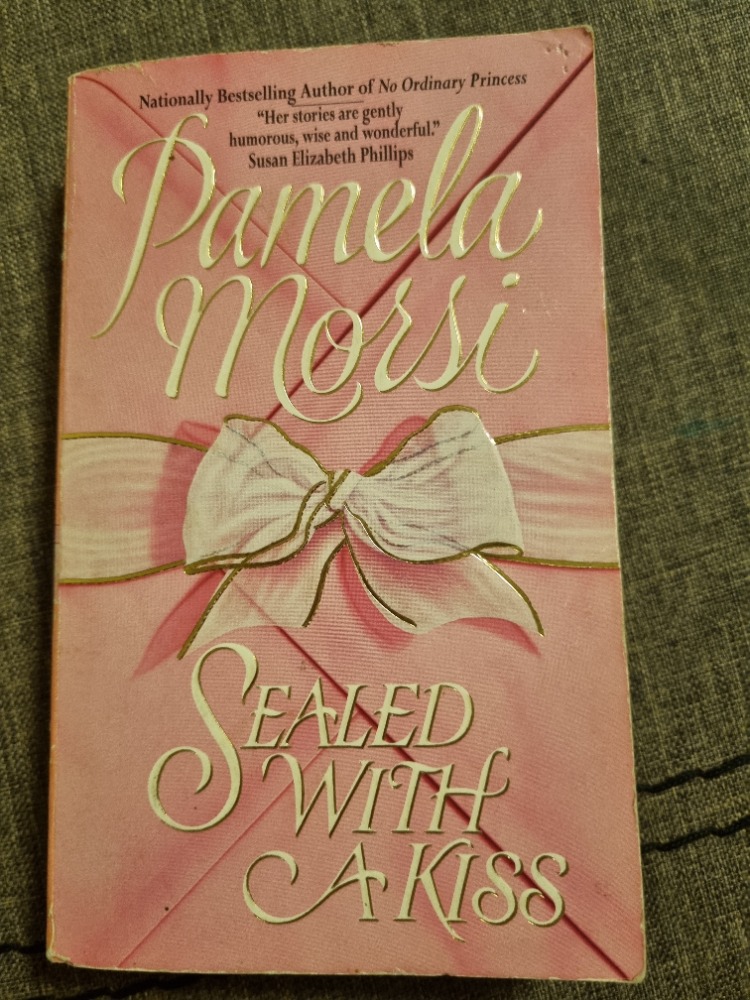 Nationally Bestselling Author of No Ordinary Princess
"Her stories are gently
humorous, wise and wonderful."
Susan Elizabeth Phillips
Pamela
Morsi
SEALED
WITH
A KISS